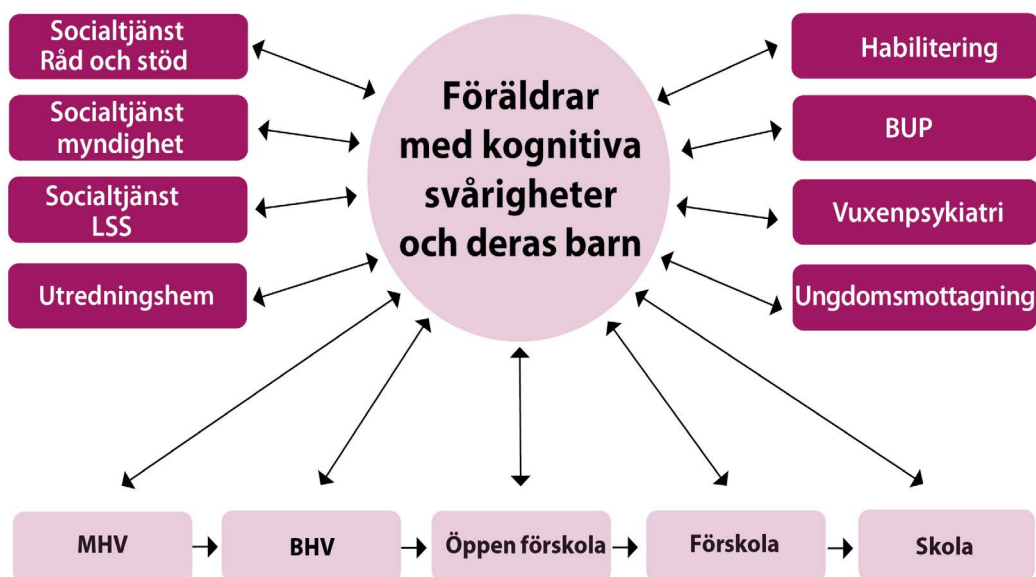 Socialtjänst
Råd och stöd
Socialtjänst
myndighet
Socialtjänst
LSS
Utredningshem
Föräldrar
med kognitiva
svårigheter
och deras barn
Habilitering
BUP
Vuxenpsykiatri
Ungdomsmottagning
MHV
BHV
Öppen förskola
Förskola
Skola